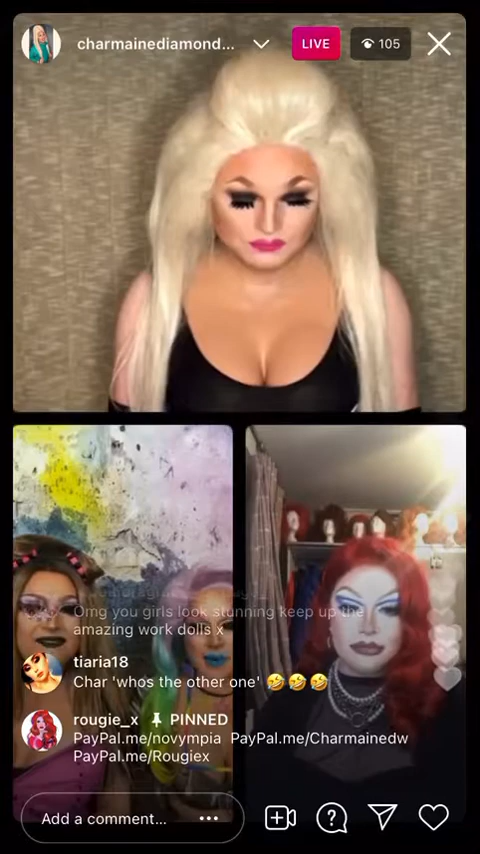 charmainediamond...
LIVE
105
Omg you girls look stunning keep up the
amazing work dolls x
tiaria18
Char 'whos the other one' 🤣🤣🤣
rougie_x 📌 PINNED
PayPal.me/novympia PayPal.me/Charmainedw
PayPal.me/Rougiex
Add a comment...